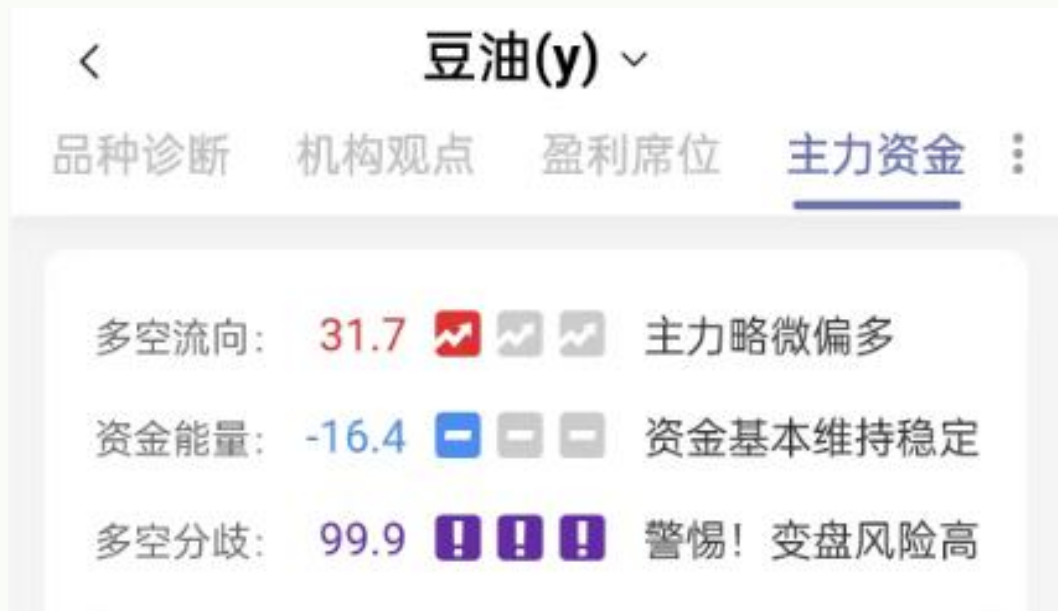 豆油(y)
品种诊断 机构观点 盈利席位 主力资金
多空流向: 31.7 主力略微偏多
资金能量: -16.4 资金基本维持稳定
多空分歧: 99.9 警惕！变盘风险高